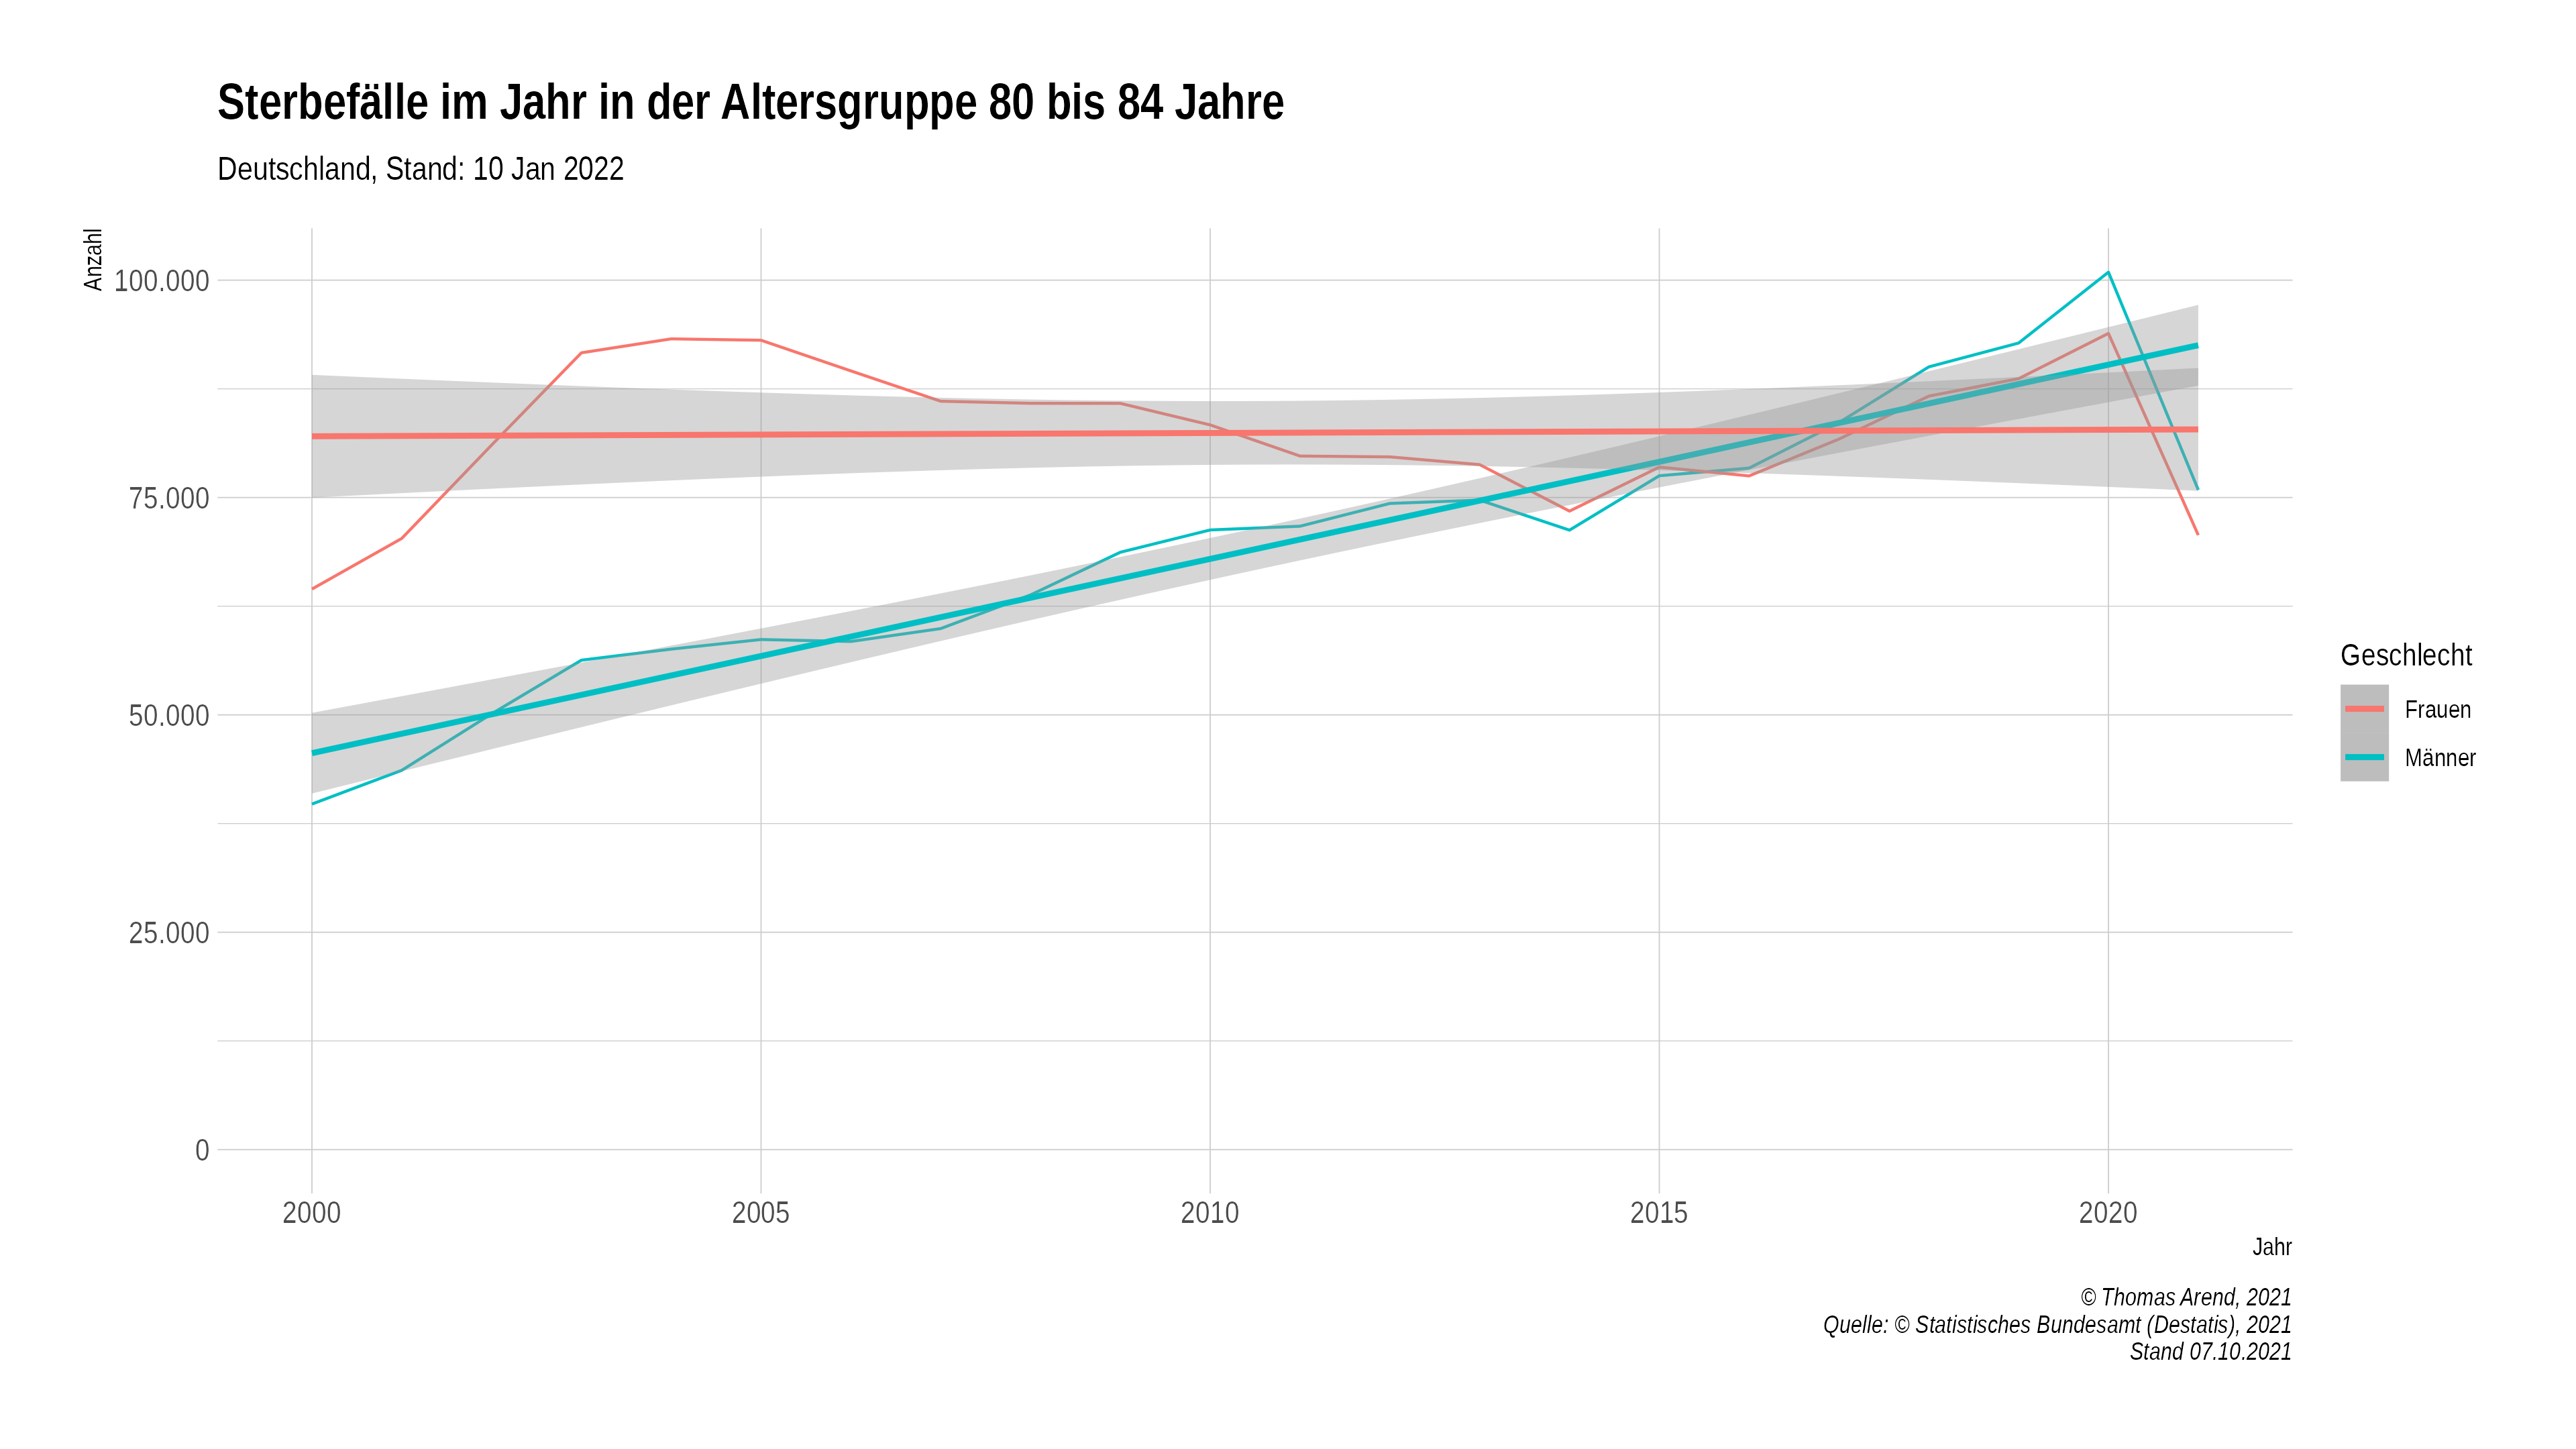 Sterbefälle im Jahr in der Altersgruppe 80 bis 84 Jahre
Deutschland, Stand: 10 Jan 2022
Anzahl
100.000
75.000
50.000
25.000
0
2000 2005 2010 2015 2020
Jahr
Geschlecht
Frauen
Männer
© Thomas Arend, 2021
Quelle: © Statistisches Bundesamt (Destatis), 2021
Stand 07.10.2021